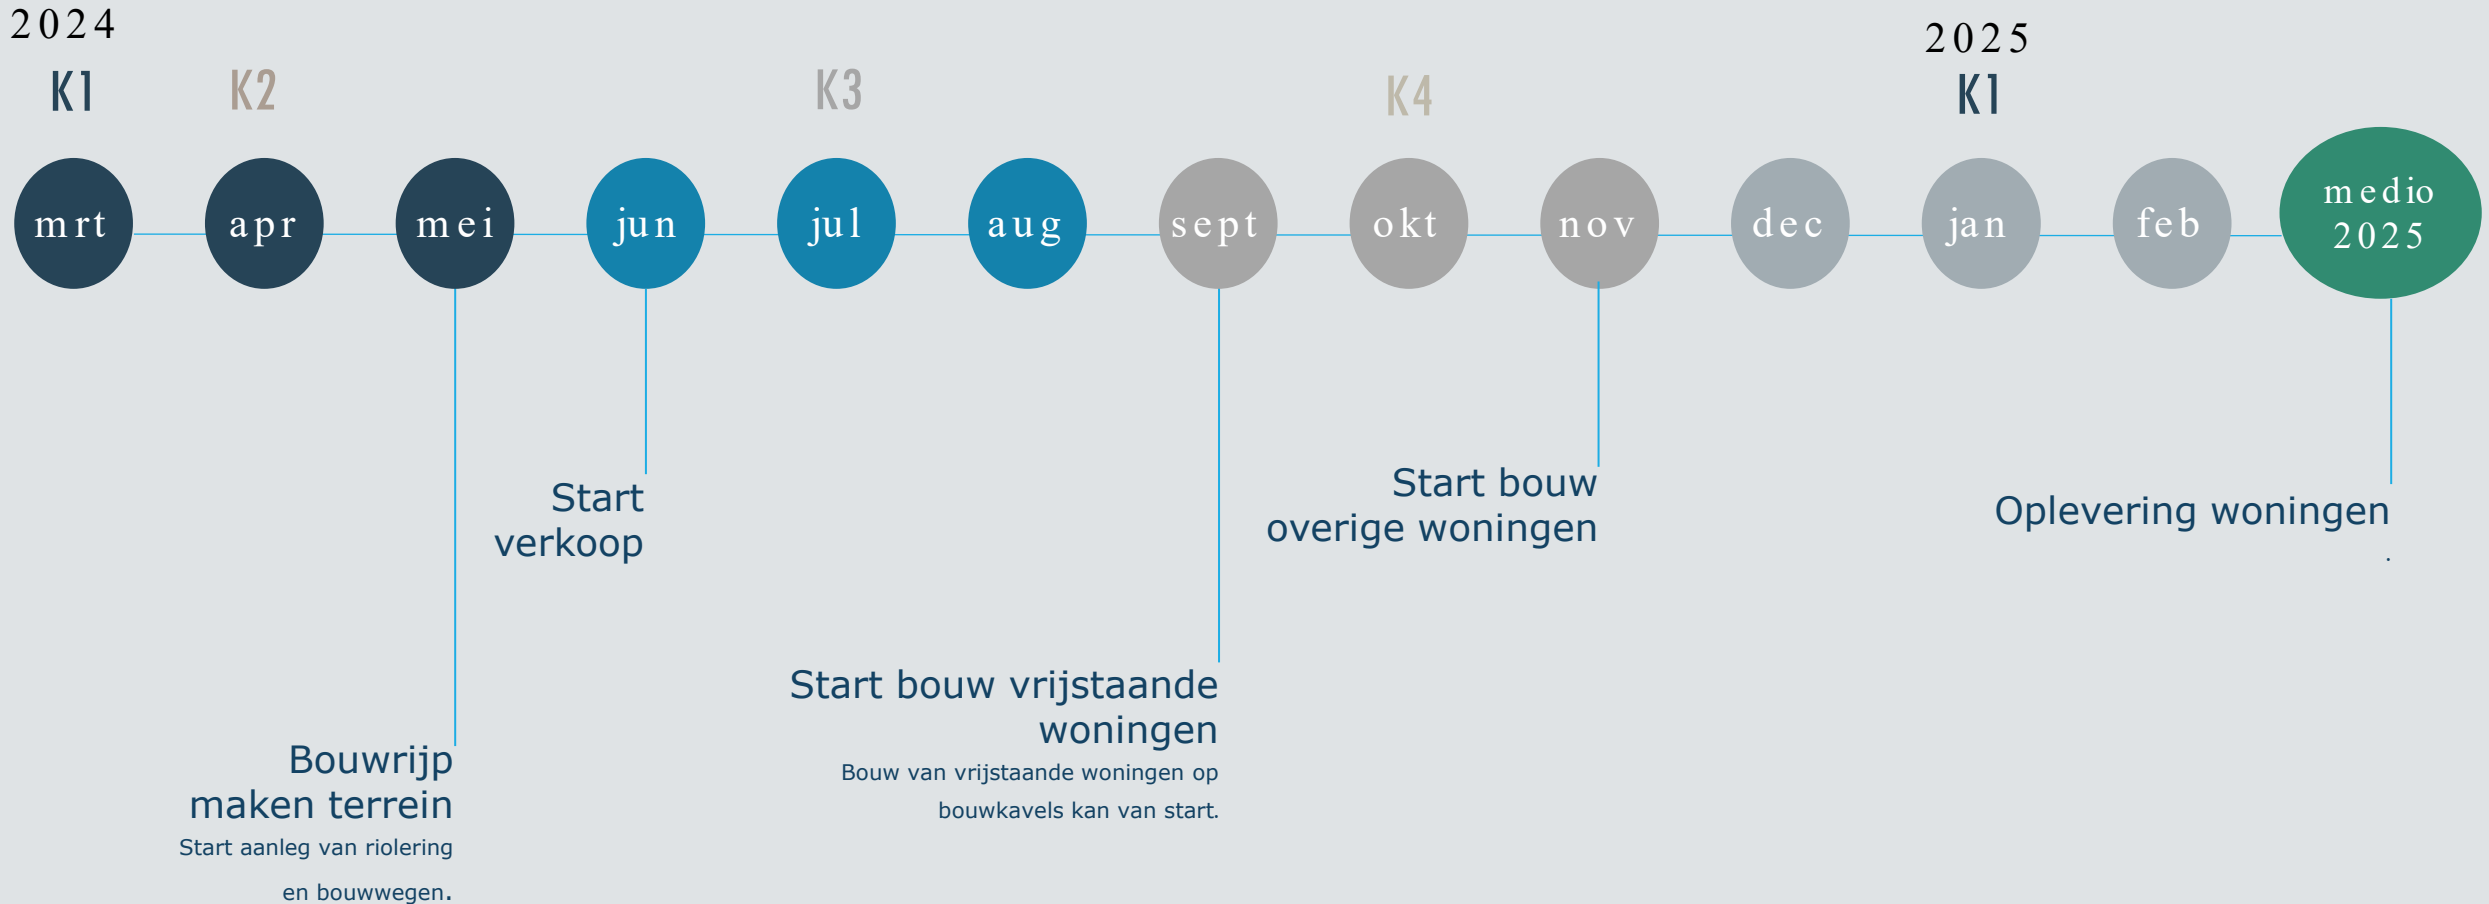 2024
2025
K1
K2
K3
K4
K1
mrt
apr
mei
jun
jul
aug
sept
okt
nov
dec
jan
feb
medio
2025
Start
verkoop
Start bouw
overige woningen
Oplevering woningen
.
Start bouw vrijstaande
woningen
Bouw van vrijstaande woningen op
bouwkavels kan van start.
Bouwrijp
maken terrein
Start aanleg van riolering
en bouwwegen.